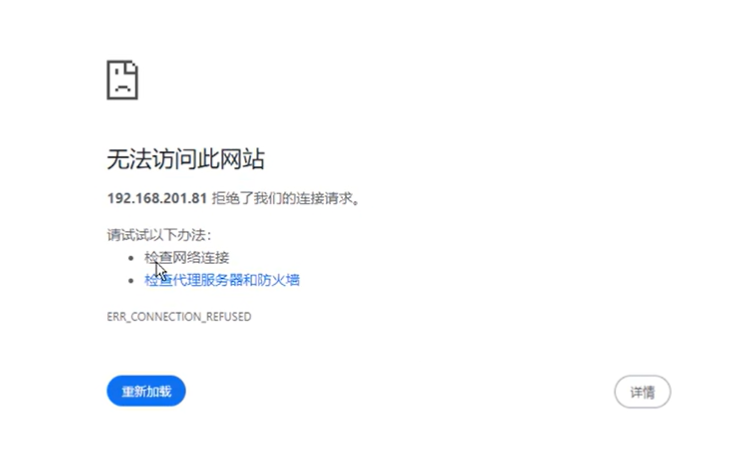 无法访问此网站
192.168.201.81 拒绝了我们的连接请求。
请试试以下办法：
检查网络连接
检查代理服务器和防火墙
ERR_CONNECTION_REFUSED
重新加载
详情